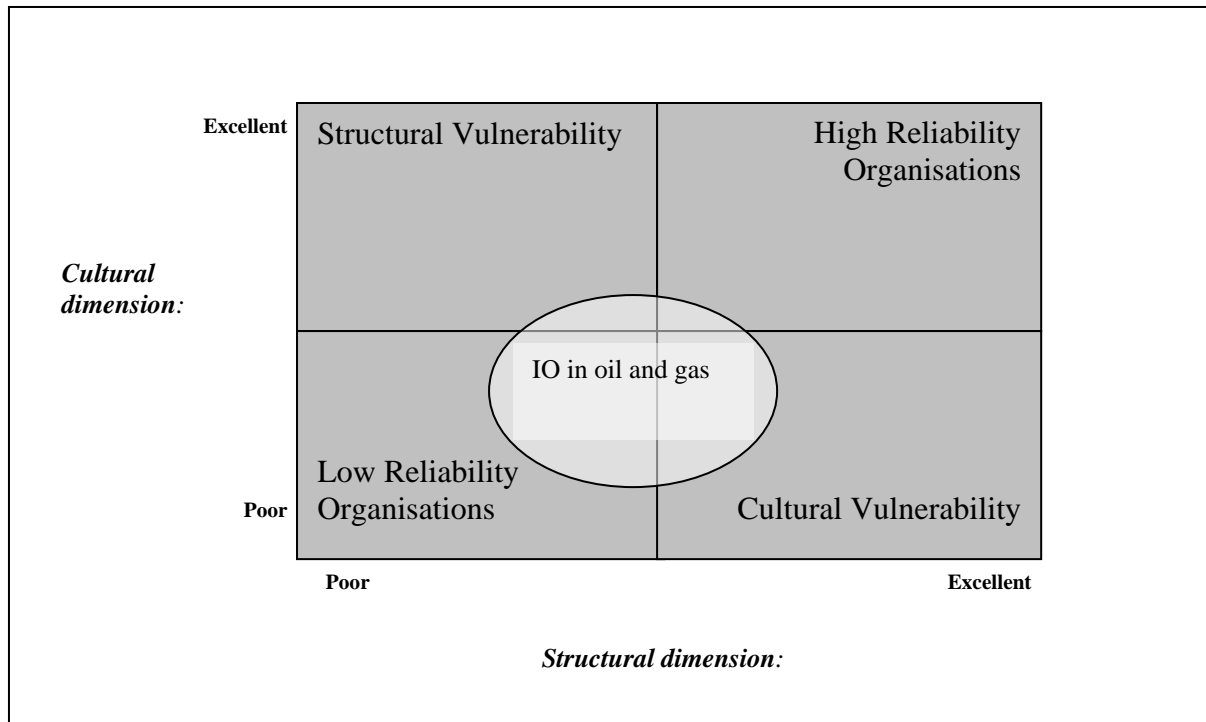 Excellent
Structural Vulnerability
High Reliability
Organisations
Cultural
dimension:
IO in oil and gas
Low Reliability
Organisations
Poor
Cultural Vulnerability
Poor
Excellent
Structural dimension: